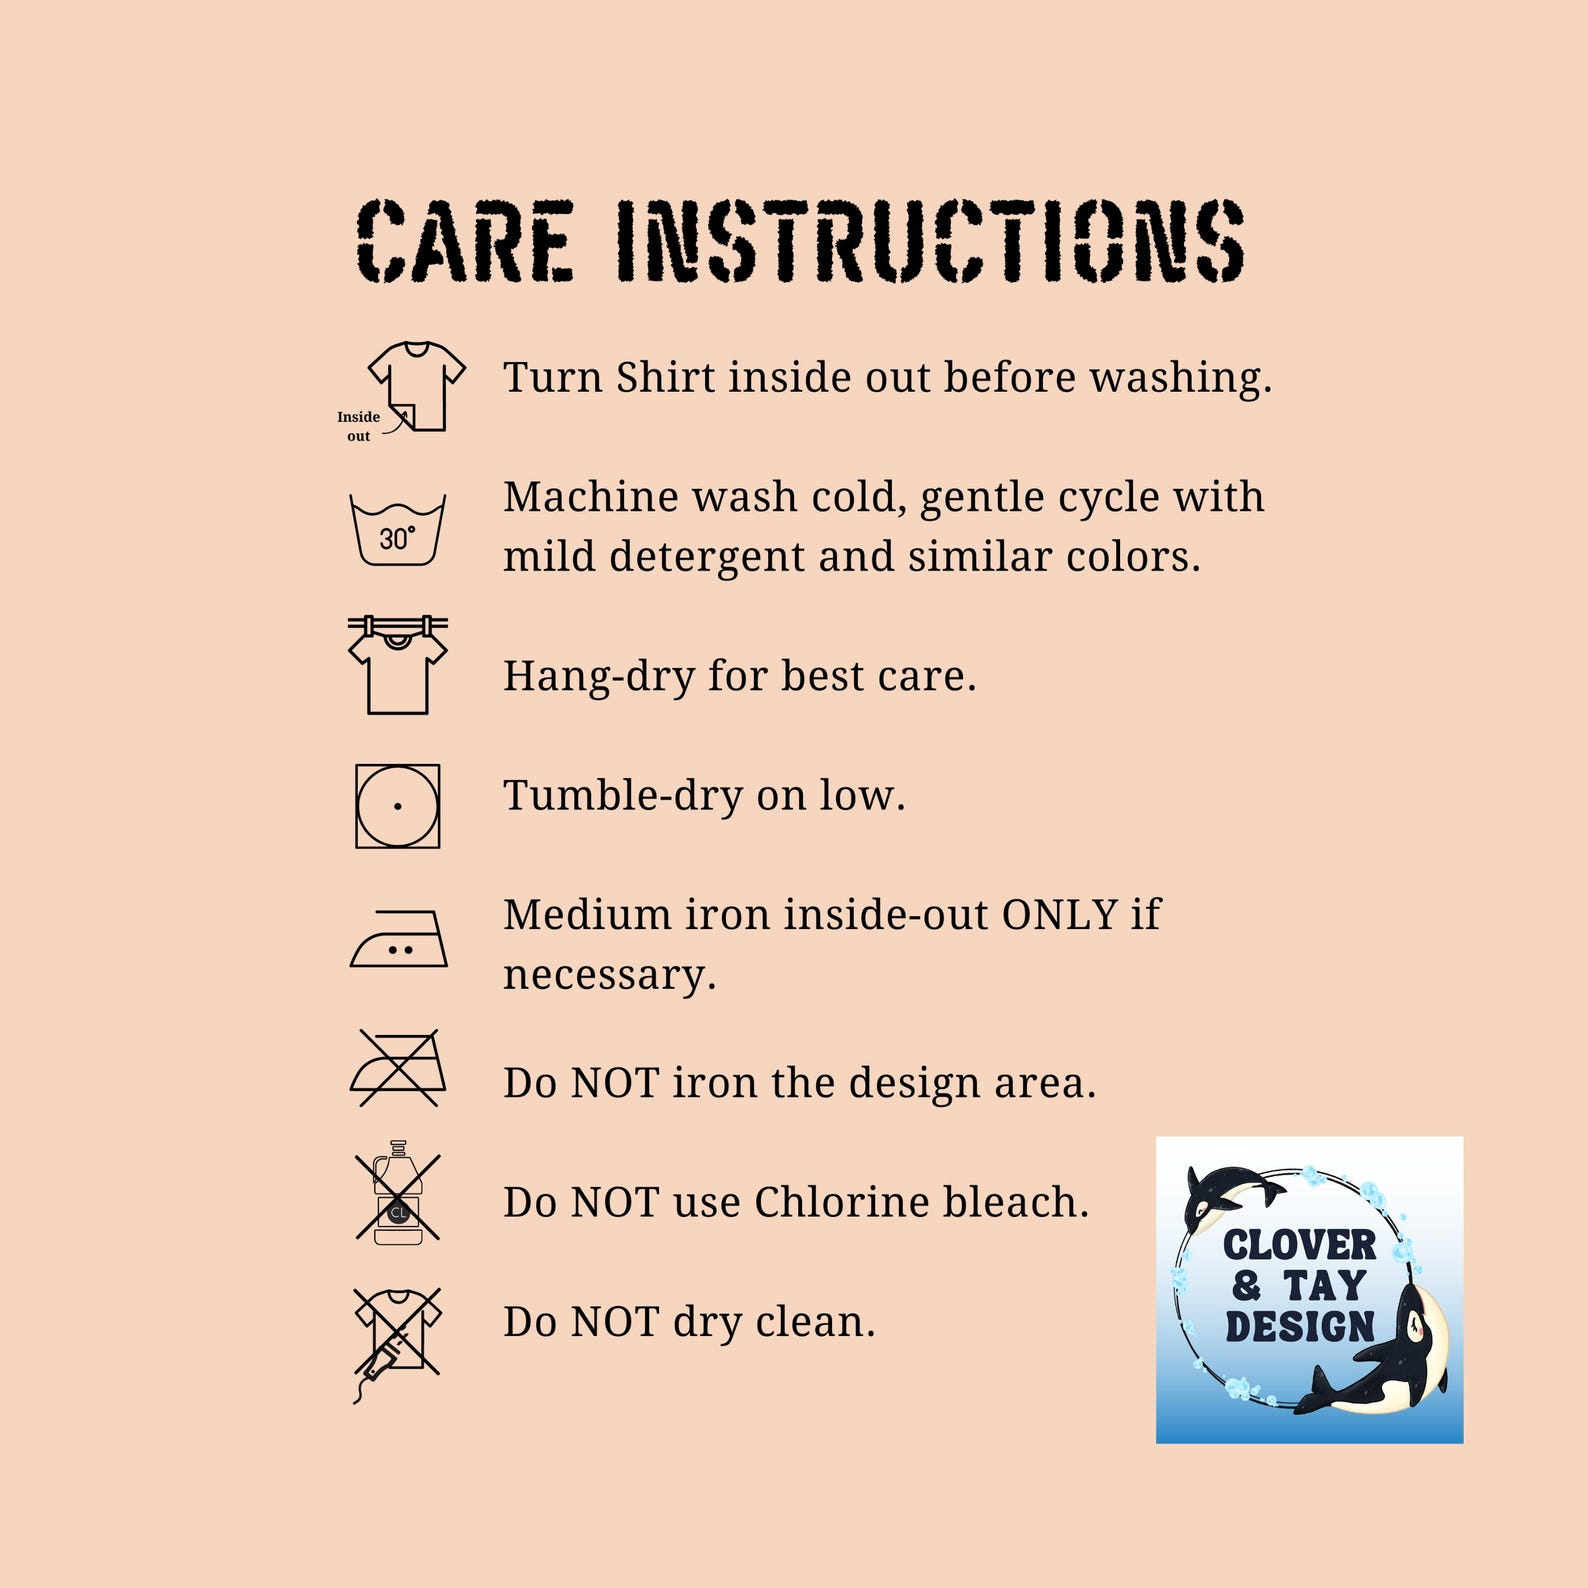 CARE INSTRUCTIONS
Turn Shirt inside out before washing.
Inside
out
Machine wash cold, gentle cycle with
mild detergent and similar colors.
30°
Hang-dry for best care.
Tumble-dry on low.
Medium iron inside-out ONLY if
necessary.
Do NOT iron the design area.
Do NOT use Chlorine bleach.
CL
Do NOT dry clean.
CLOVER
& TAY
DESIGN